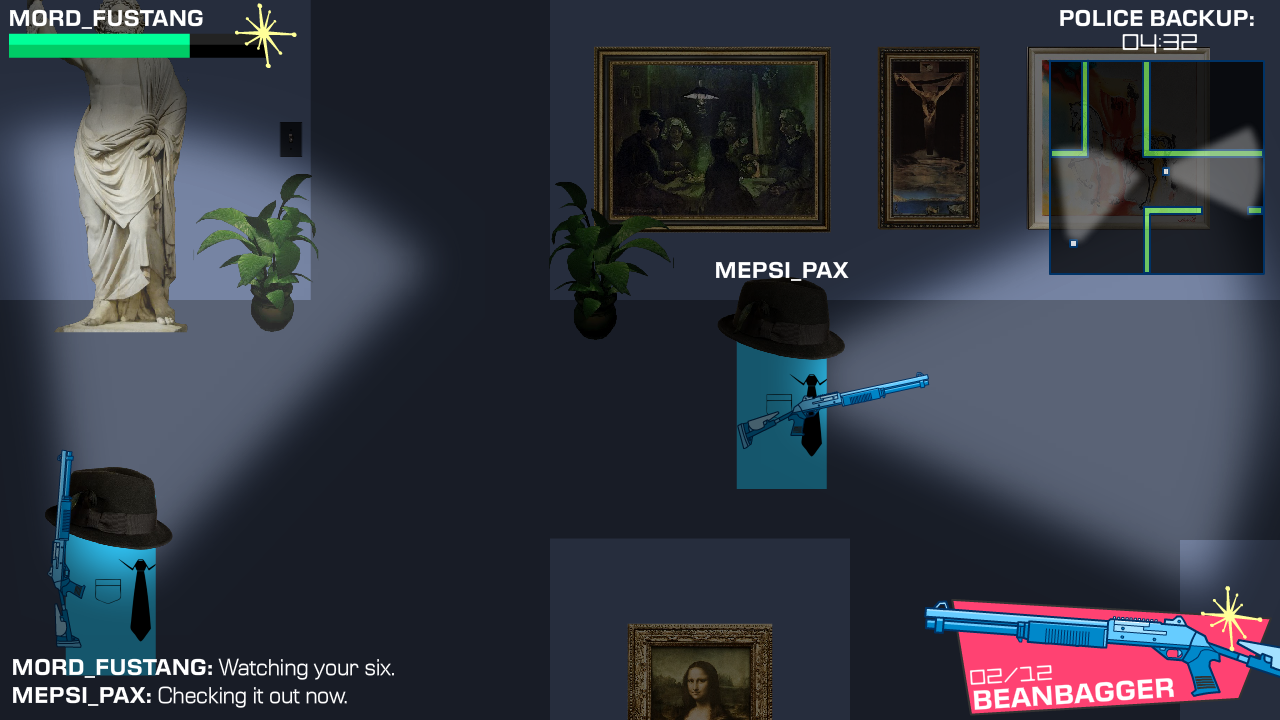 MORD_FUSTANG
POLICE BACKUP:
04:32
MEPSI_PAX
MORD_FUSTANG: Watching your six.
MEPSI_PAX: Checking it out now.
02/12
BEANBAGGER